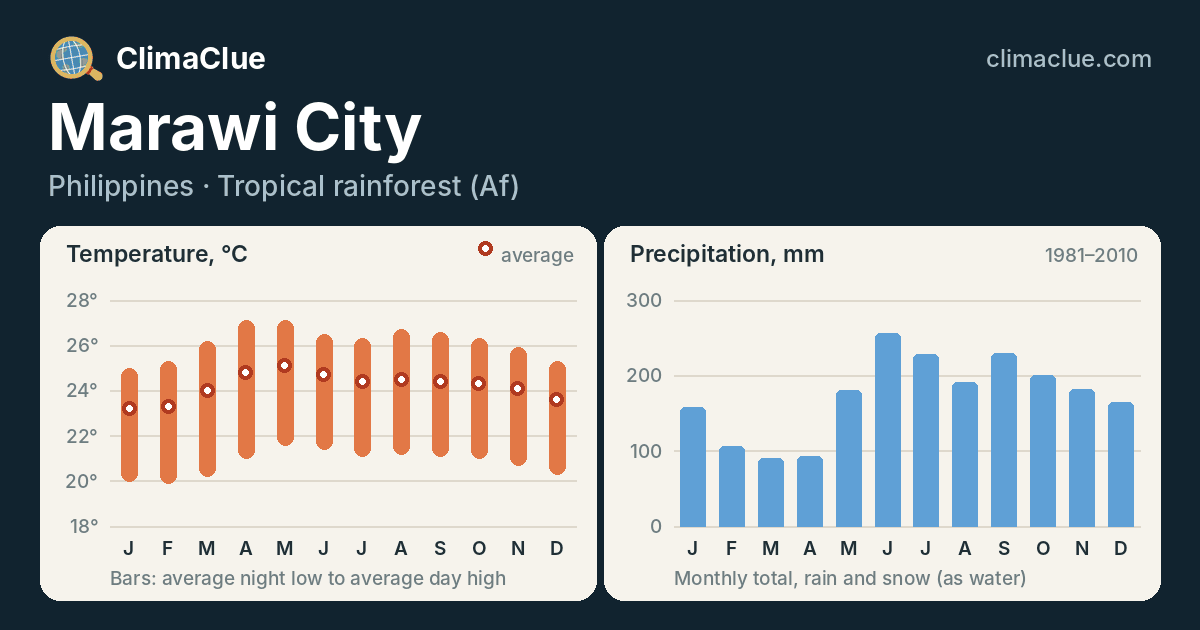 ClimaClue
climaclue.com
Marawi City
Philippines · Tropical rainforest (Af)
Temperature, °C
average
28°
26°
24°
22°
20°
18°
J F M A M J J A S O N D
Bars: average night low to average day high
Precipitation, mm
1981–2010
300
200
100
0
J F M A M J J A S O N D
Monthly total, rain and snow (as water)